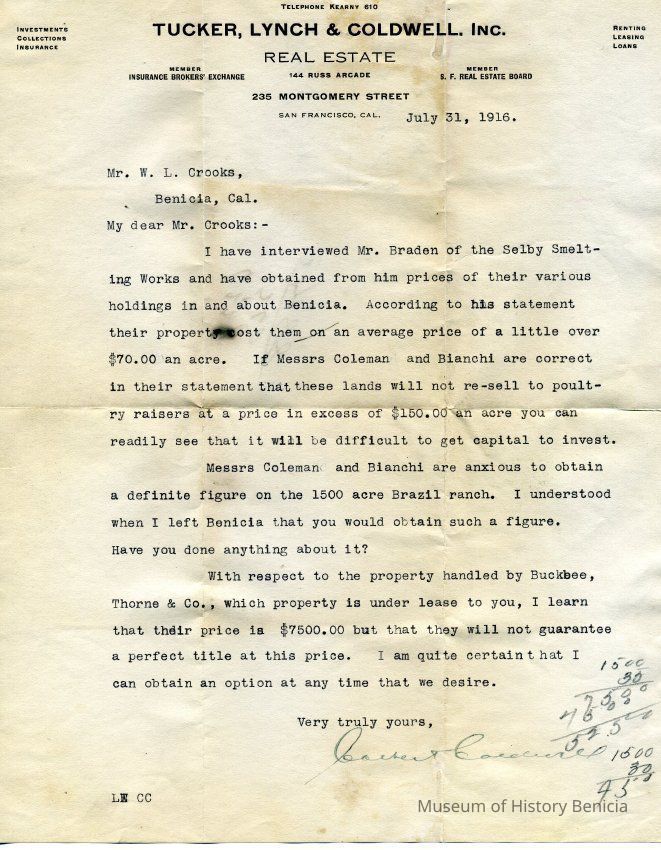 TELEPHONE KEARNY 610
TUCKER, LYNCH & COLDWELL. INC.
INVESTMENTS
COLLECTIONS
INSURANCE
RENTING
LEASING
LOANS
REAL ESTATE
MEMBER
INSURANCE BROKERS' EXCHANGE
144 RUSS ARCADE
MEMBER
S. F. REAL ESTATE BOARD
235 MONTGOMERY STREET
SAN FRANCISCO, CAL.
July 31, 1916.
Mr. W. L. Crooks,
Benicia, Cal.
My dear Mr. Crooks:-
I have interviewed Mr. Braden of the Selby Smelt-
ing Works and have obtained from him prices of their various
holdings in and about Benicia. According to his statement
their property cost them on an average price of a little over
$70.00 an acre. If Messrs Coleman and Bianchi are correct
in their statement that these lands will not re-sell to poult-
ry raisers at a price in excess of $150.00 an acre you can
readily see that it will be difficult to get capital to invest.
Messrs Coleman and Bianchi are anxious to obtain
a definite figure on the 1500 acre Brazil ranch. I understood
when I left Benicia that you would obtain such a figure.
Have you done anything about it?
With respect to the property handled by Buckbee,
Thorne & Co., which property is under lease to you, I learn
that their price is $7500.00 but that they will not guarantee
a perfect title at this price. I am quite certain that I
can obtain an option at any time that we desire.
1500
Very truly yours,
Colbert Coldwell
1500
30
LE CC
Museum of History Benicia